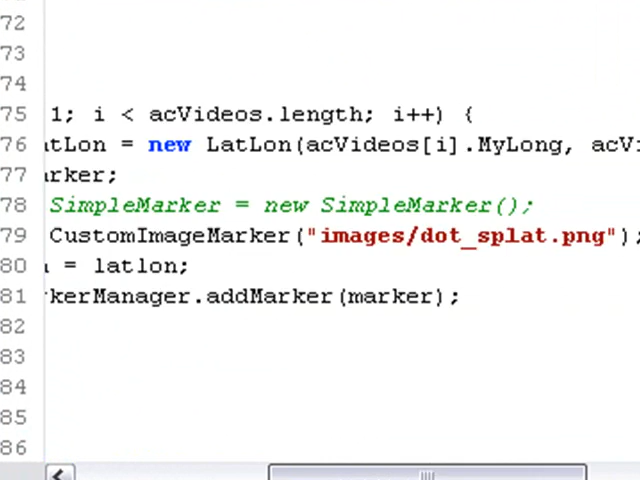 72
73
74
75 1; i < acVideos.length; i++) {
76 atLon = new LatLon(acVideos[i].MyLong, acVi
77 arker;
78 SimpleMarker = new SimpleMarker();
79 CustomImageMarker("images/dot_splat.png");
80 = latlon;
81 kerManager.addMarker(marker);
82
83
84
85
86